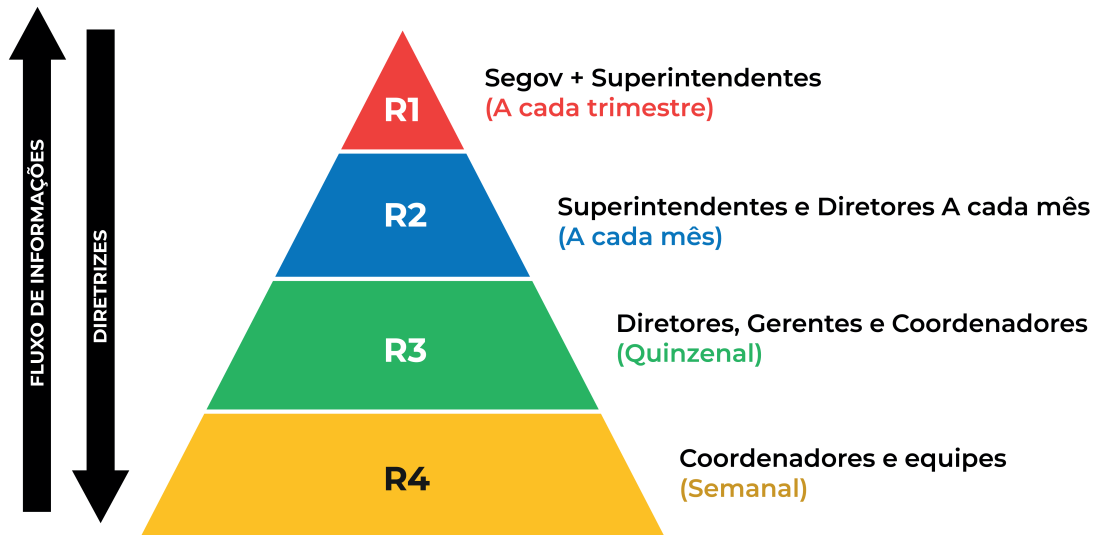 FLUXO DE INFORMAÇÕES
DIRETRIZES
R1
Segov + Superintendentes
(A cada trimestre)
R2
Superintendentes e Diretores A cada mês
(A cada mês)
R3
Diretores, Gerentes e Coordenadores
(Quinzenal)
R4
Coordenadores e equipes
(Semanal)